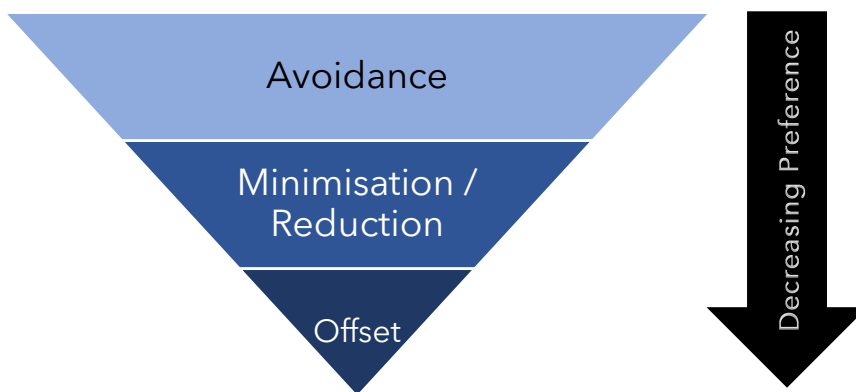 Avoidance
Minimisation /
Reduction
Offset
Decreasing Preference